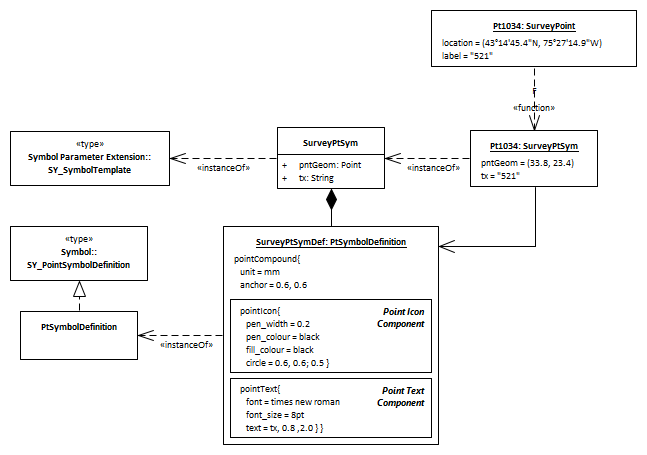 Pt1034: SurveyPoint
location = (43°14'45.4"N, 75°27'14.9"W)
label = "521"
f
«function»
«type»
Symbol Parameter Extension::
SY_SymbolTemplate
«instanceOf»
SurveyPtSym
+ pntGeom: Point
+ tx: String
«instanceOf»
Pt1034: SurveyPtSym
pntGeom = (33.8, 23.4)
tx = "521"
«type»
Symbol::
SY_PointSymbolDefinition
PtSymbolDefinition
«instanceOf»
SurveyPtSymDef: PtSymbolDefinition
pointCompound{
unit = mm
anchor = 0.6, 0.6
pointIcon{
pen_width = 0.2
pen_colour = black
fill_colour = black
circle = 0.6, 0.6; 0.5 }
Point Icon
Component
pointText{
font = times new roman
font_size = 8pt
text = tx, 0.8 ,2.0 } }
Point Text
Component